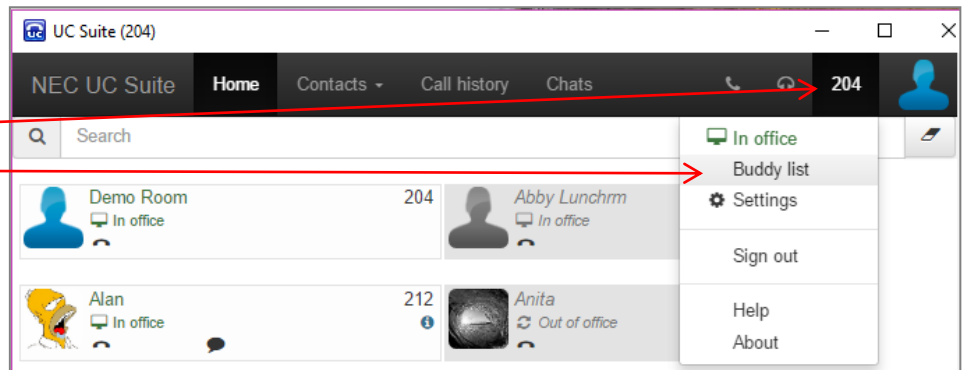 UC Suite (204)
NEC UC Suite Home Contacts Call history Chats 204
Search
In office
Buddy list
Settings
Sign out
Help
About
Demo Room 204
In office
Abby Lunchrm
In office
Alan 212
In office
Anita
Out of office